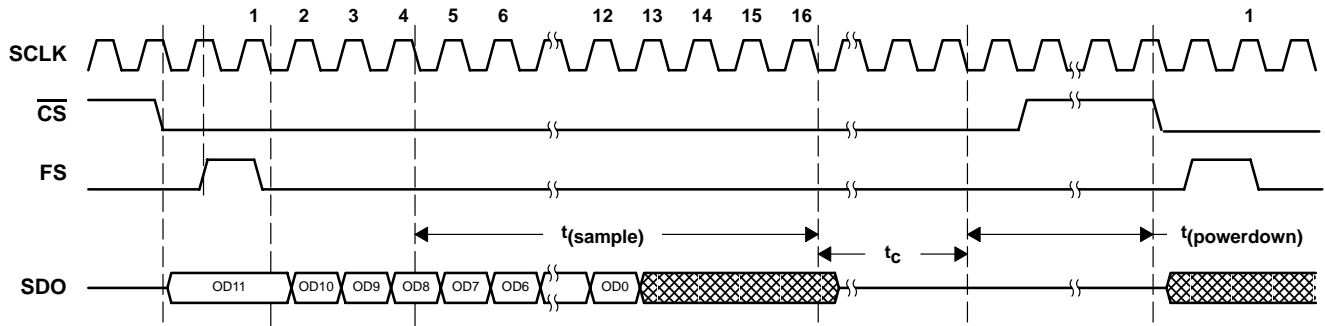 1 2 3 4 5 6 12 13 14 15 16 1
SCLK
CS
FS
t(sample)
t(powerdown)
tC
SDO OD11 OD10 OD9 OD8 OD7 OD6 OD0